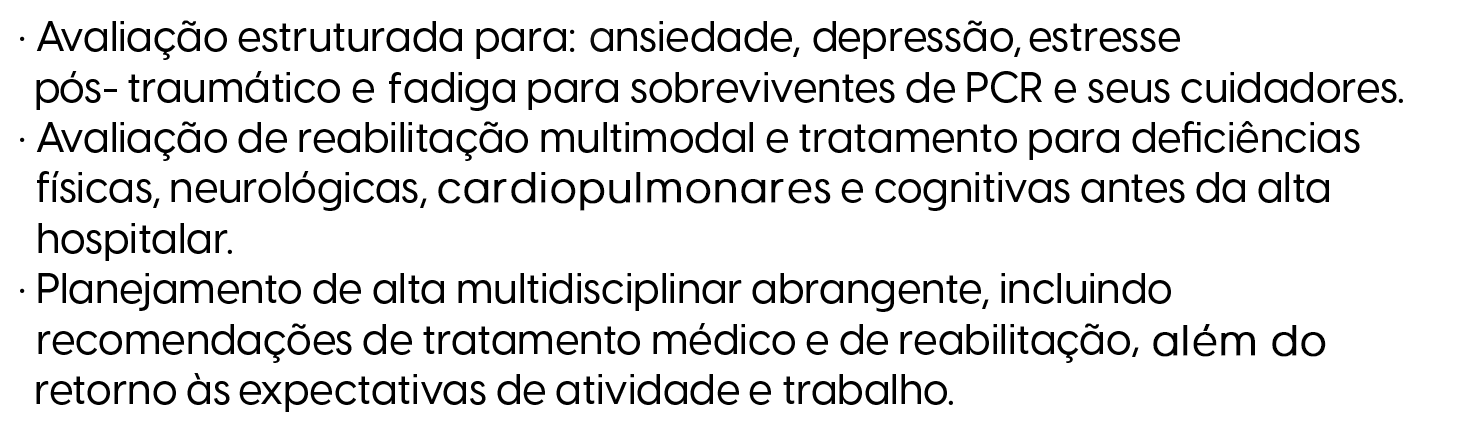 · Avaliação estruturada para: ansiedade, depressão, estresse
pós- traumático e fadiga para sobreviventes de PCR e seus cuidadores.
· Avaliação de reabilitação multimodal e tratamento para deficiências
físicas, neurológicas, cardiopulmonares e cognitivas antes da alta
hospitalar.
· Planejamento de alta multidisciplinar abrangente, incluindo
recomendações de tratamento médico e de reabilitação, além do
retorno às expectativas de atividade e trabalho.